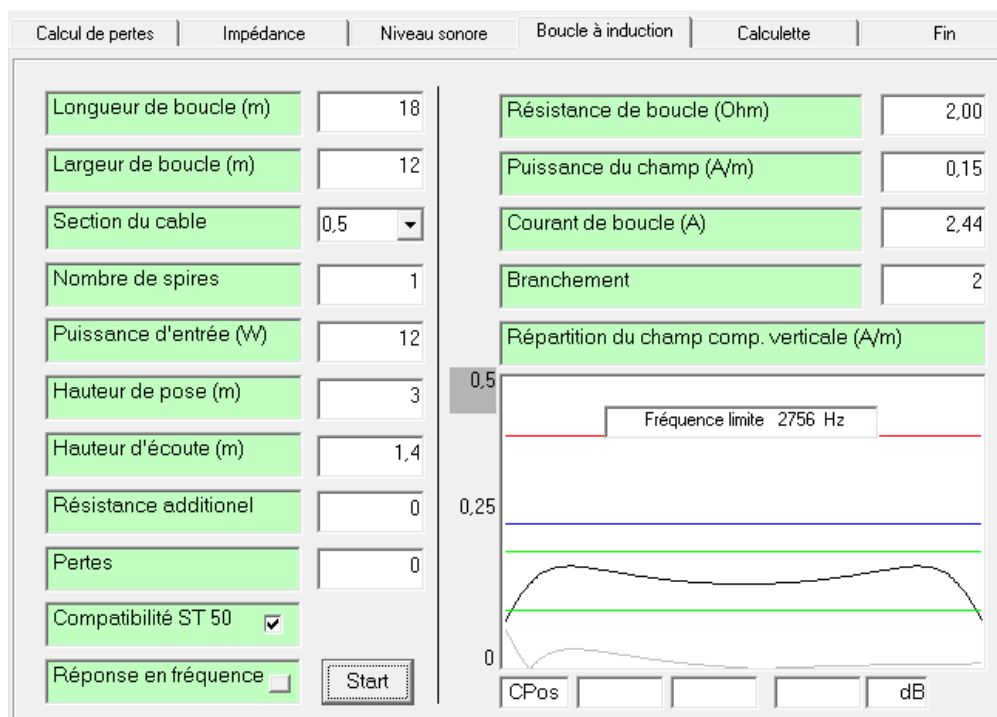 Calcul de pertes
Impédance
Niveau sonore
Boucle à induction
Calculette
Fin
Longueur de boucle (m) 18
Largeur de boucle (m) 12
Section du cable 0,5
Nombre de spires 1
Puissance d'entrée (W) 12
Hauteur de pose (m) 3
Hauteur d'écoute (m) 1,4
Résistance additionel 0
Pertes 0
Compatibilité ST 50
Réponse en fréquence
Start
Résistance de boucle (Ohm) 2,00
Puissance du champ (A/m) 0,15
Courant de boucle (A) 2,44
Branchement 2
Répartition du champ comp. verticale (A/m)
0,5
Fréquence limite 2756 Hz
0,25
0
CPos
dB